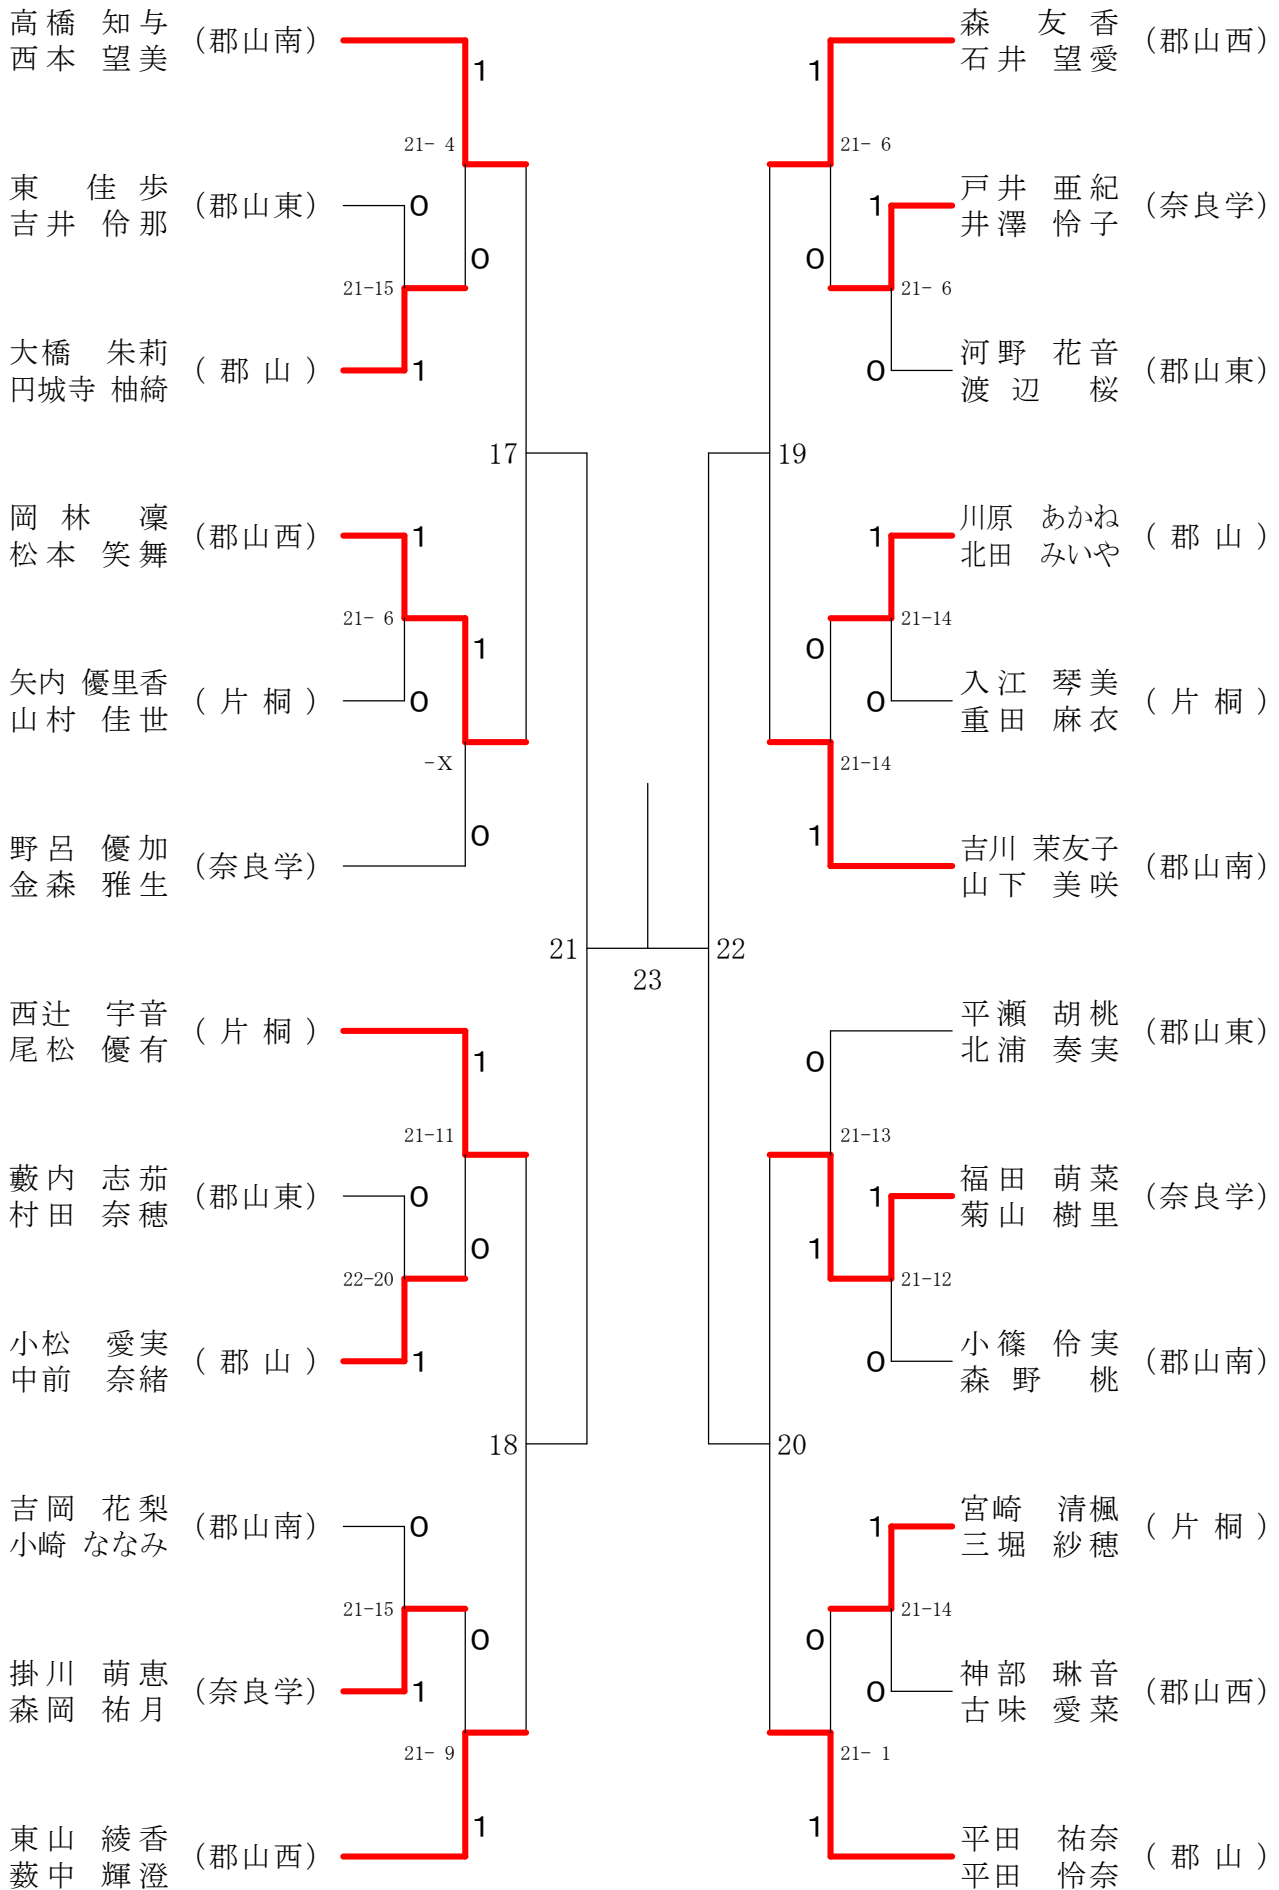 高橋 知与
西本 望美
(郡山南)
1
21- 4
東 佳歩
吉井 伶那
(郡山東)
0
0
21-15
大橋 朱莉
円城寺 柚綺
(郡山)
1
17
岡林 凜
松本 笑舞
(郡山西)
1
21- 6
1
矢内 優里香
山村 佳世
(片桐)
0
-X
野呂 優加
金森 雅生
(奈良学)
0
21
西辻 宇音
尾松 優有
(片桐)
1
21-11
藪内 志茄
村田 奈穂
(郡山東)
0
0
22-20
小松 愛実
中前 奈緒
(郡山)
1
18
吉岡 花梨
小崎 ななみ
(郡山南)
0
21-15
0
掛川 萌恵
森岡 祐月
(奈良学)
1
21- 9
東山 綾香
薮中 輝澄
(郡山西)
1
23
森 友香
石井 望愛
(郡山西)
1
21- 6
戸井 亜紀
井澤 怜子
(奈良学)
1
0
21- 6
河野 花音
渡辺 桜
(郡山東)
0
19
川原 あかね
北田 みいや
(郡山)
1
21-14
0
入江 琴美
重田 麻衣
(片桐)
0
21-14
吉川 茉友子
山下 美咲
(郡山南)
1
22
平瀬 胡桃
北浦 奏実
(郡山東)
0
21-13
福田 萌菜
菊山 樹里
(奈良学)
1
1
21-12
小篠 伶実
森野 桃
(郡山南)
0
20
宮崎 清楓
三堀 紗穂
(片桐)
1
21-14
0
神部 琳音
古味 愛菜
(郡山西)
0
21- 1
平田 祐奈
平田 怜奈
(郡山)
1